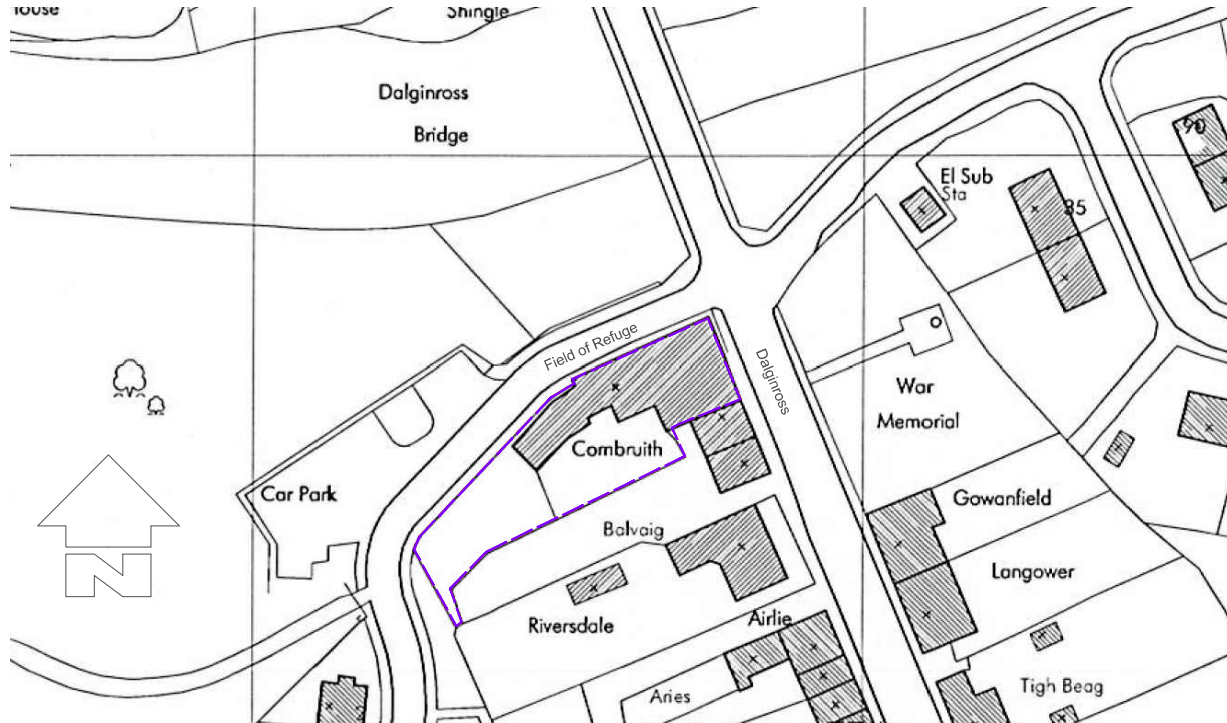 Shingle
Dalginross
Bridge
90
El Sub
Sta
85
Field of Refuge
Dalginross
War
Memorial
Combruith
Car Park
Gowanfield
Balvaig
Langower
Riversdale
Airlie
Tigh Beag
Aries
N